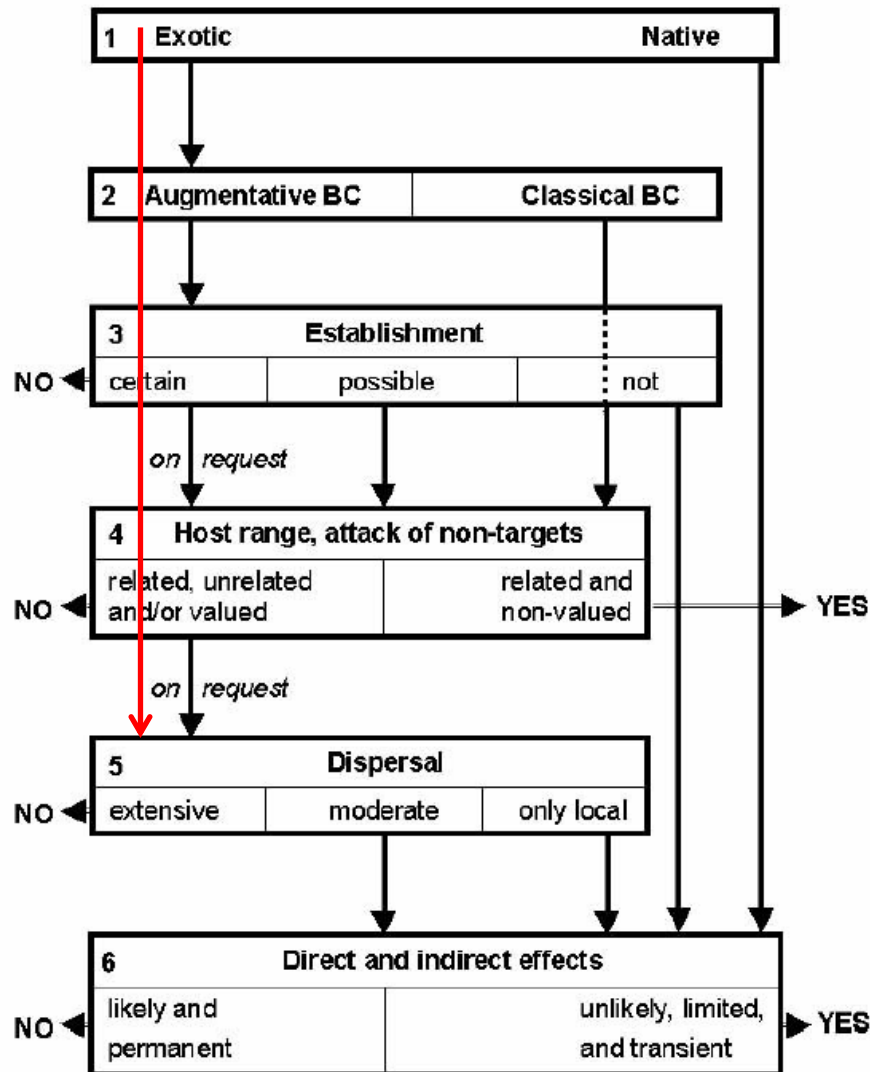 1 Exotic Native
2 Augmentative BC Classical BC
3 Establishment
NO certain possible not
on request
4 Host range, attack of non-targets
related, unrelated related and
NO and/or valued non-valued YES
on request
5 Dispersal
NO extensive moderate only local
6 Direct and indirect effects
likely and unlikely, limited,
NO permanent and transient YES